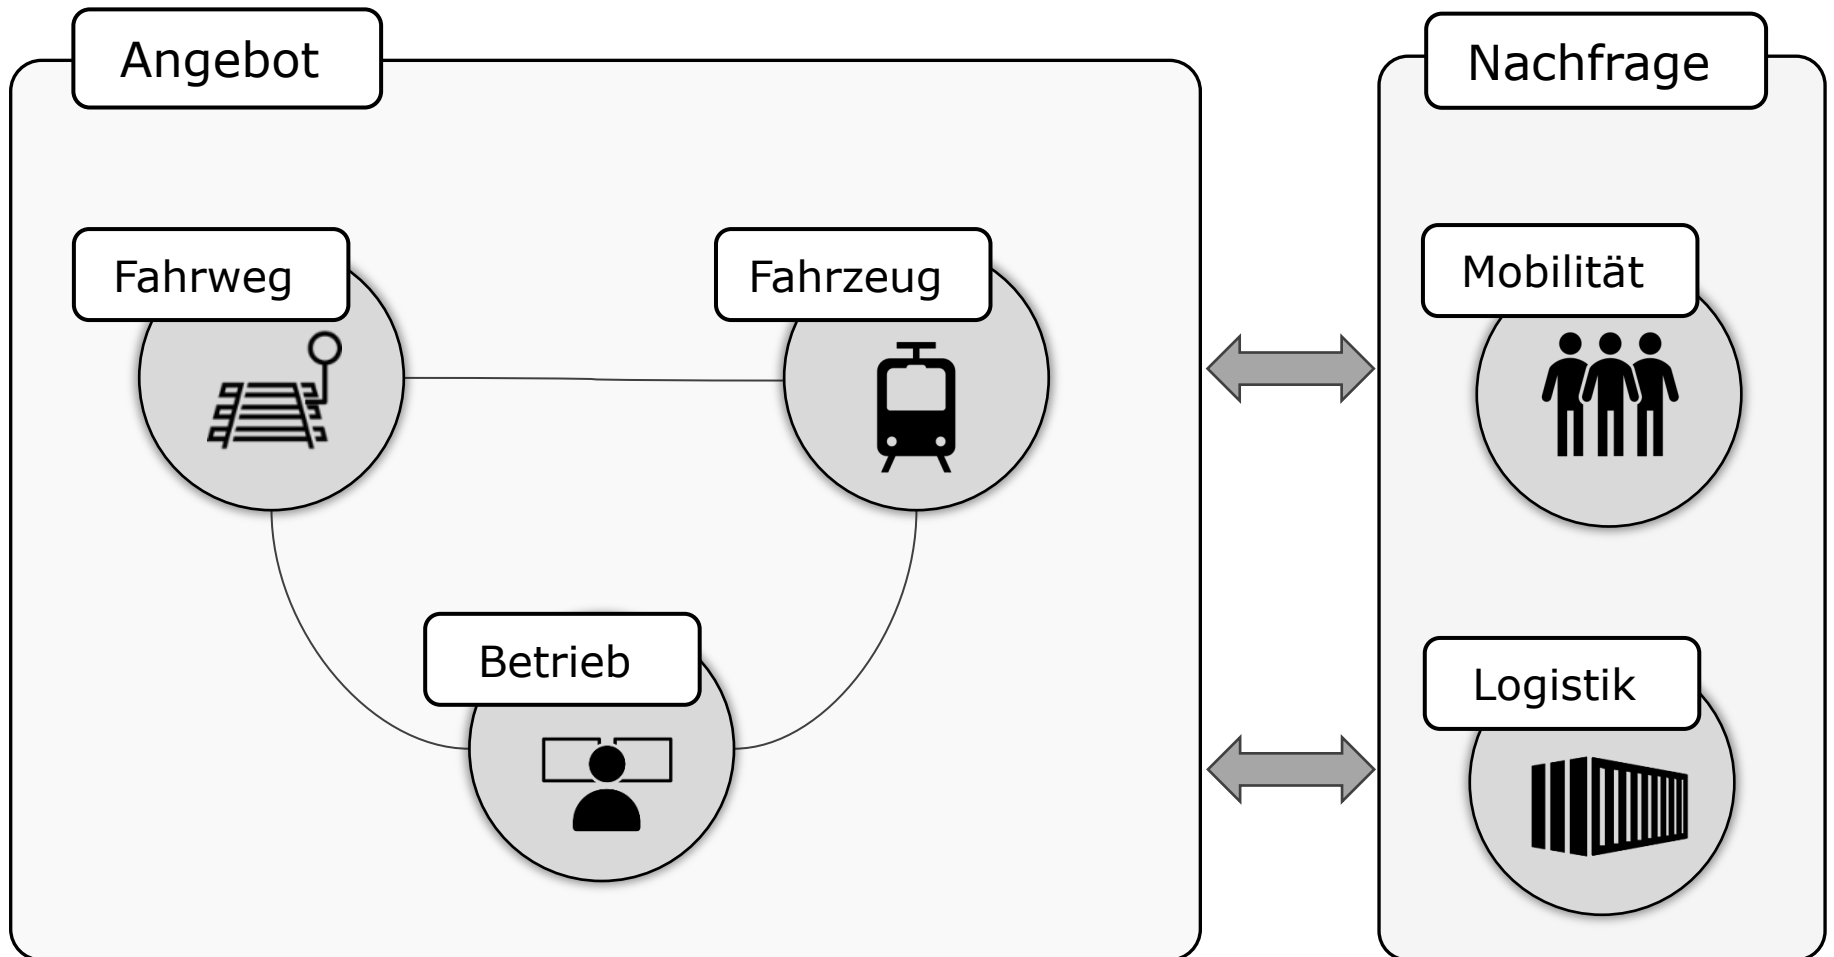 Angebot
Nachfrage
Fahrweg
Fahrzeug
Mobilität
Betrieb
Logistik